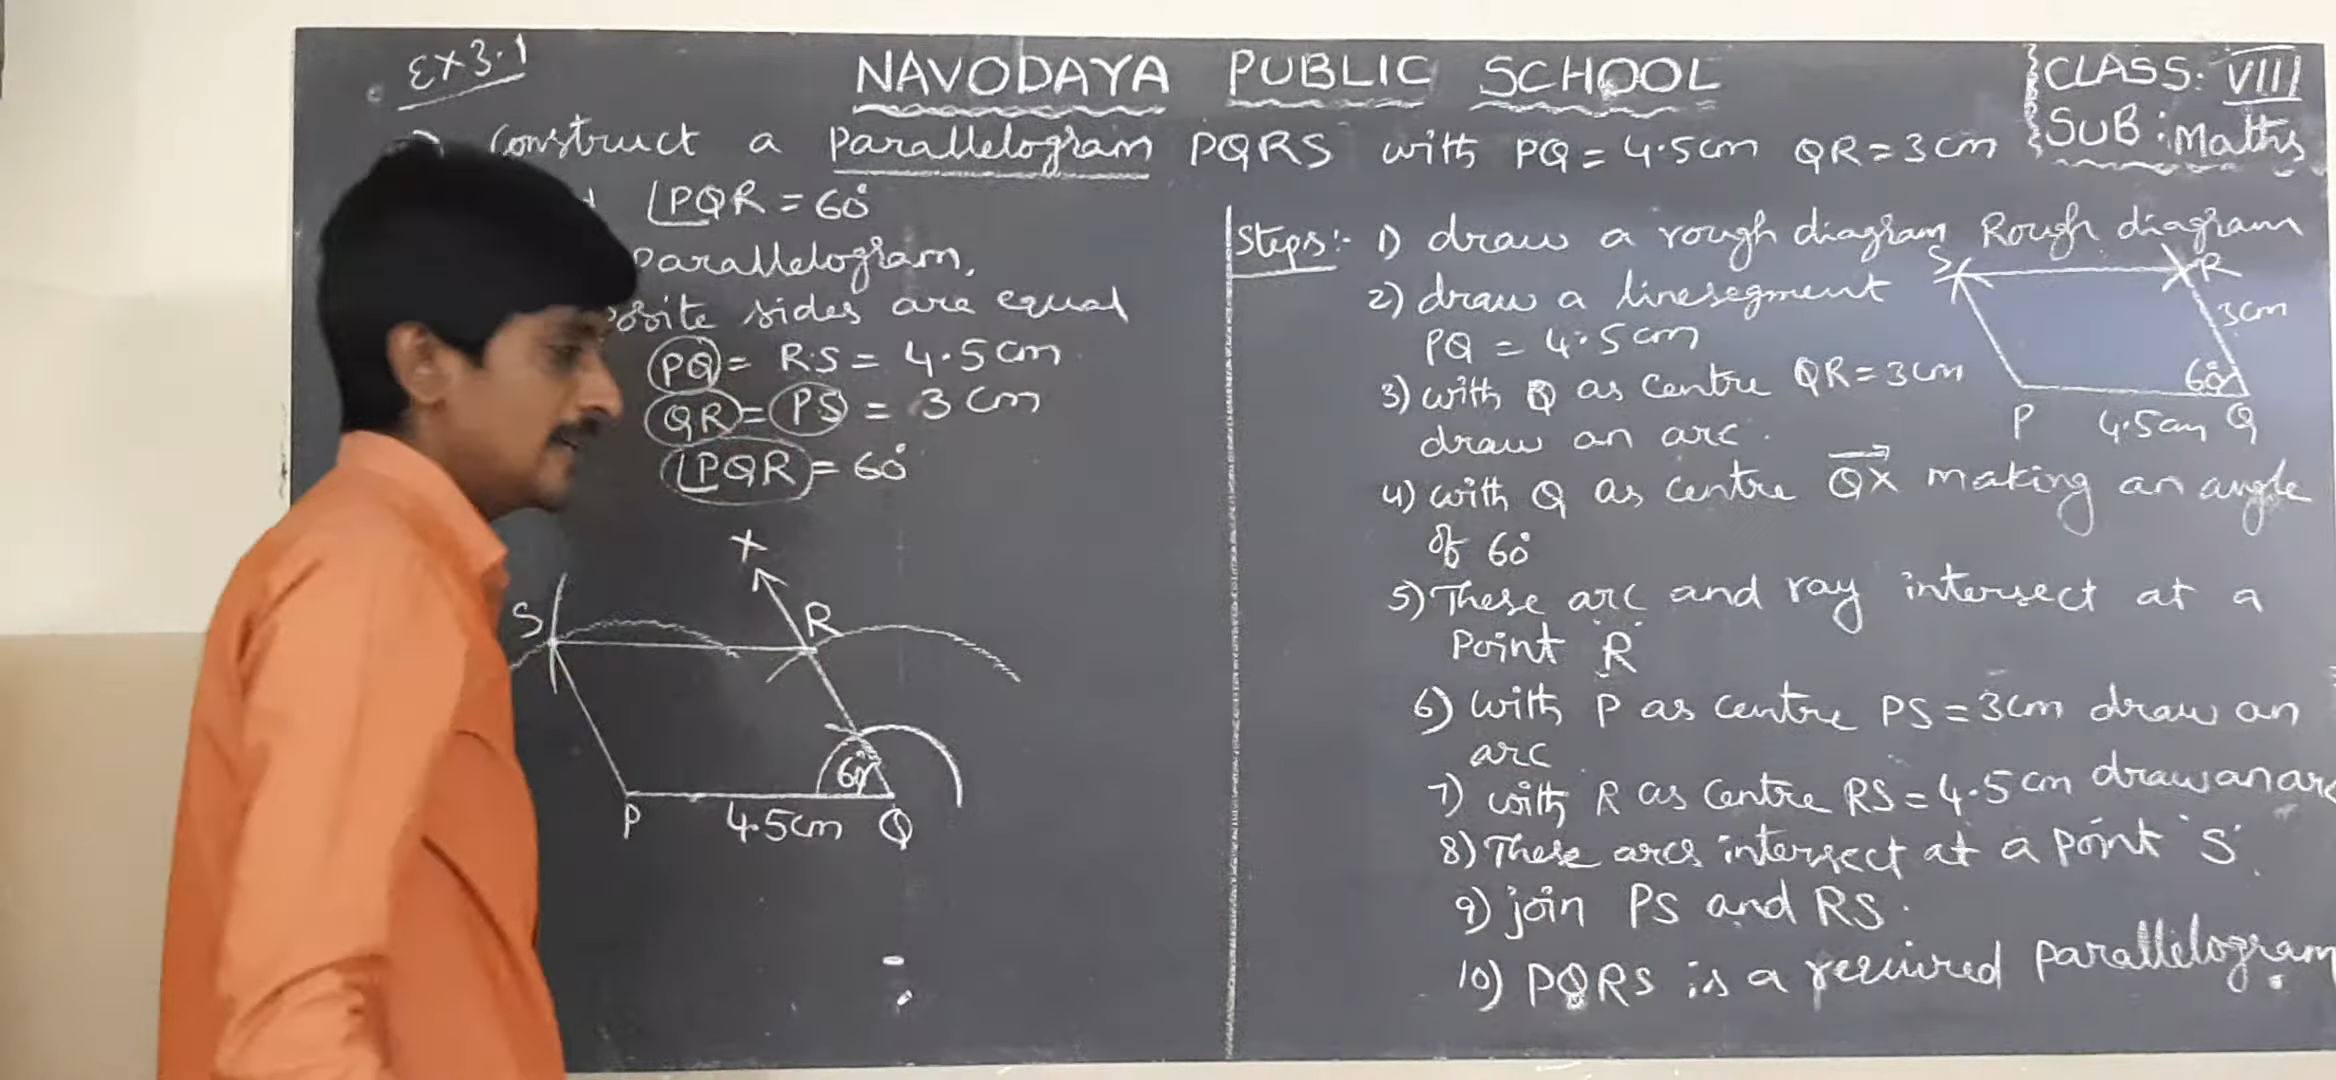 Ex 3.1
NAVODAYA PUBLIC SCHOOL
CLASS: VIII
SUB: Maths
construct a parallelogram PQRS with PQ = 4.5cm QR = 3cm
∠PQR = 60°
parallelogram,
sides are equal
PQ = RS = 4.5cm
QR = PS = 3cm
∠PQR = 60°
X
S
R
60°
P 4.5cm Q
Steps:- 1) draw a rough diagram
2) draw a linesegment
PQ = 4.5cm
3) with Q as centre QR = 3cm
draw an arc.
4) with Q as centre QX making an angle
of 60°
5) These arc and ray intersect at a
Point 'R'
6) with P as centre PS = 3cm draw an
arc
7) with R as centre RS = 4.5cm draw an arc
8) These arcs intersect at a point 'S'.
9) join PS and RS.
10) PQRS is a required parallelogram.
Rough diagram
S R
3cm
60°
P 4.5cm Q